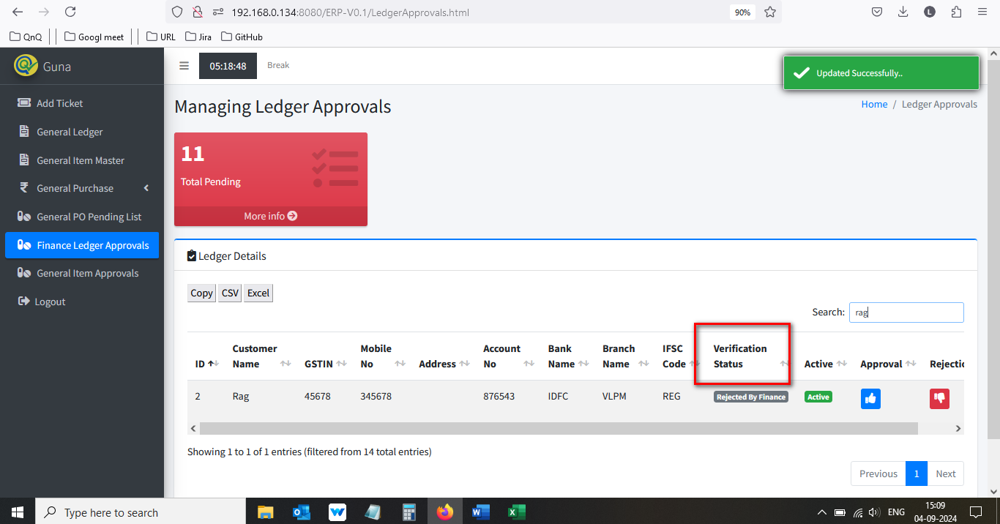 192.168.0.134:8080/ERP-V0.1/LedgerApprovals.html
90%
L
QnQ
Googl meet
URL
Jira
GitHub
Guna
05:18:48
Break
Updated Successfully..
Add Ticket
General Ledger
General Item Master
General Purchase
General PO Pending List
Finance Ledger Approvals
General Item Approvals
Logout
Managing Ledger Approvals
Home / Ledger Approvals
11
Total Pending
More info
Ledger Details
Copy CSV Excel
Search: rag
ID Customer Name GSTIN Mobile No Address Account No Bank Name Branch Name IFSC Code Verification Status Active Approval Rejectio
2 Rag 45678 345678 876543 IDFC VLPM REG Rejected By Finance Active
Showing 1 to 1 of 1 entries (filtered from 14 total entries)
Previous 1 Next
Type here to search
W
X
ENG
15:09
04-09-2024